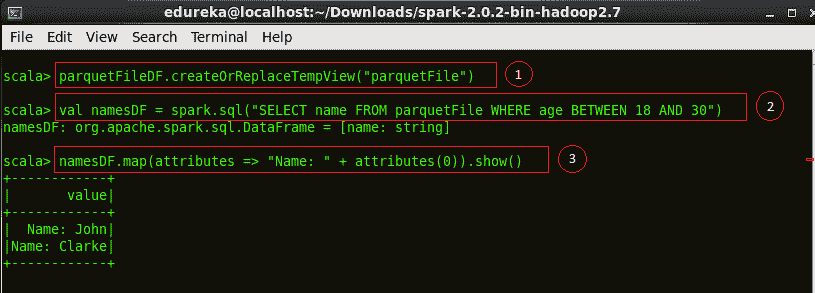 edureka@localhost:~/Downloads/spark-2.0.2-bin-hadoop2.7
File Edit View Search Terminal Help
scala> parquetFileDF.createOrReplaceTempView("parquetFile") 1
scala> val namesDF = spark.sql("SELECT name FROM parquetFile WHERE age BETWEEN 18 AND 30") 2
namesDF: org.apache.spark.sql.DataFrame = [name: string]
scala> namesDF.map(attributes => "Name: " + attributes(0)).show() 3
+------------+
|       value|
+------------+
|  Name: John|
|Name: Clarke|
+------------+